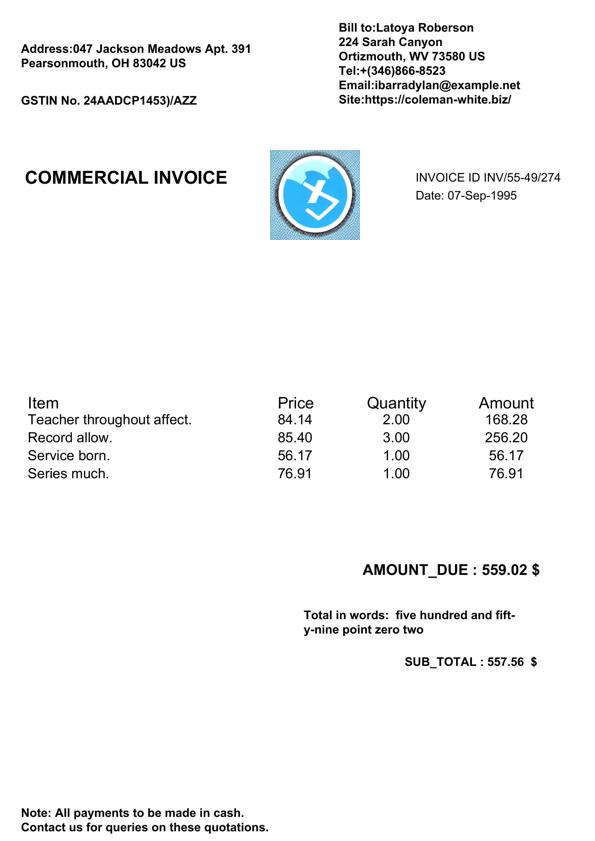 Address:047 Jackson Meadows Apt. 391
Pearsonmouth, OH 83042 US
GSTIN No. 24AADCP1453)/AZZ
Bill to:Latoya Roberson
224 Sarah Canyon
Ortizmouth, WV 73580 US
Tel:+(346)866-8523
Email:ibarradylan@example.net
Site:https://coleman-white.biz/
COMMERCIAL INVOICE
INVOICE ID INV/55-49/274
Date: 07-Sep-1995
Item Price Quantity Amount
Teacher throughout affect. 84.14 2.00 168.28
Record allow. 85.40 3.00 256.20
Service born. 56.17 1.00 56.17
Series much. 76.91 1.00 76.91
AMOUNT_DUE : 559.02 $
Total in words: five hundred and fift-
y-nine point zero two
SUB_TOTAL : 557.56 $
Note: All payments to be made in cash.
Contact us for queries on these quotations.